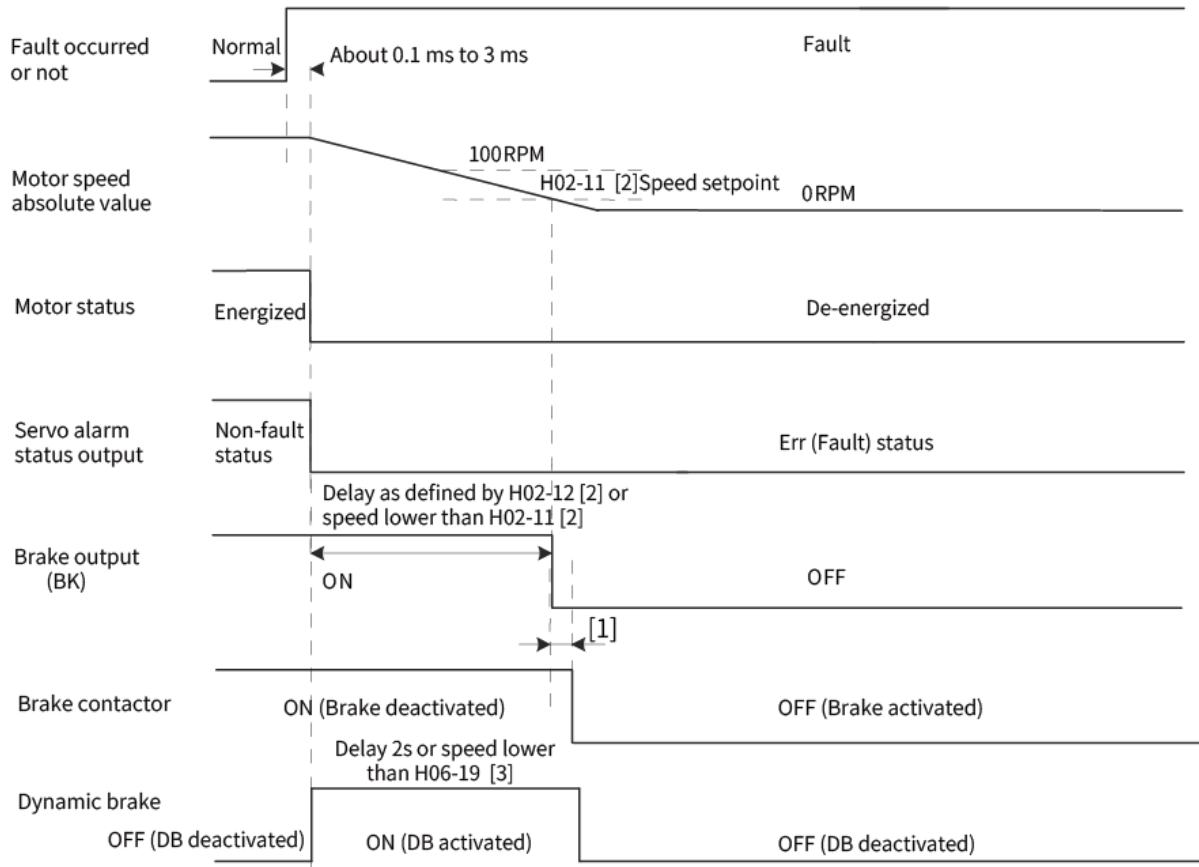 Fault occurred
or not
Normal
About 0.1 ms to 3 ms
Fault
Motor speed
absolute value
100RPM
H02-11 [2]Speed setpoint
0RPM
Motor status
Energized
De-energized
Servo alarm
status output
Non-fault
status
Err (Fault) status
Delay as defined by H02-12 [2] or
speed lower than H02-11 [2]
Brake output
(BK)
ON
OFF
[1]
Brake contactor
ON (Brake deactivated)
OFF (Brake activated)
Delay 2s or speed lower
than H06-19 [3]
Dynamic brake
OFF (DB deactivated)
ON (DB activated)
OFF (DB deactivated)